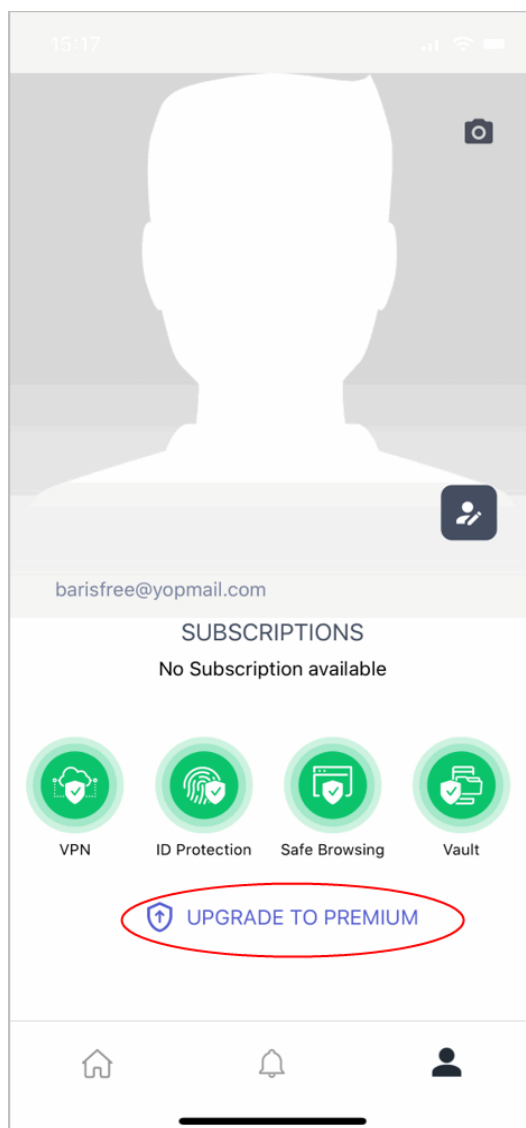 15:17
barisfree@yopmail.com
SUBSCRIPTIONS
No Subscription available
VPN ID Protection Safe Browsing Vault
UPGRADE TO PREMIUM